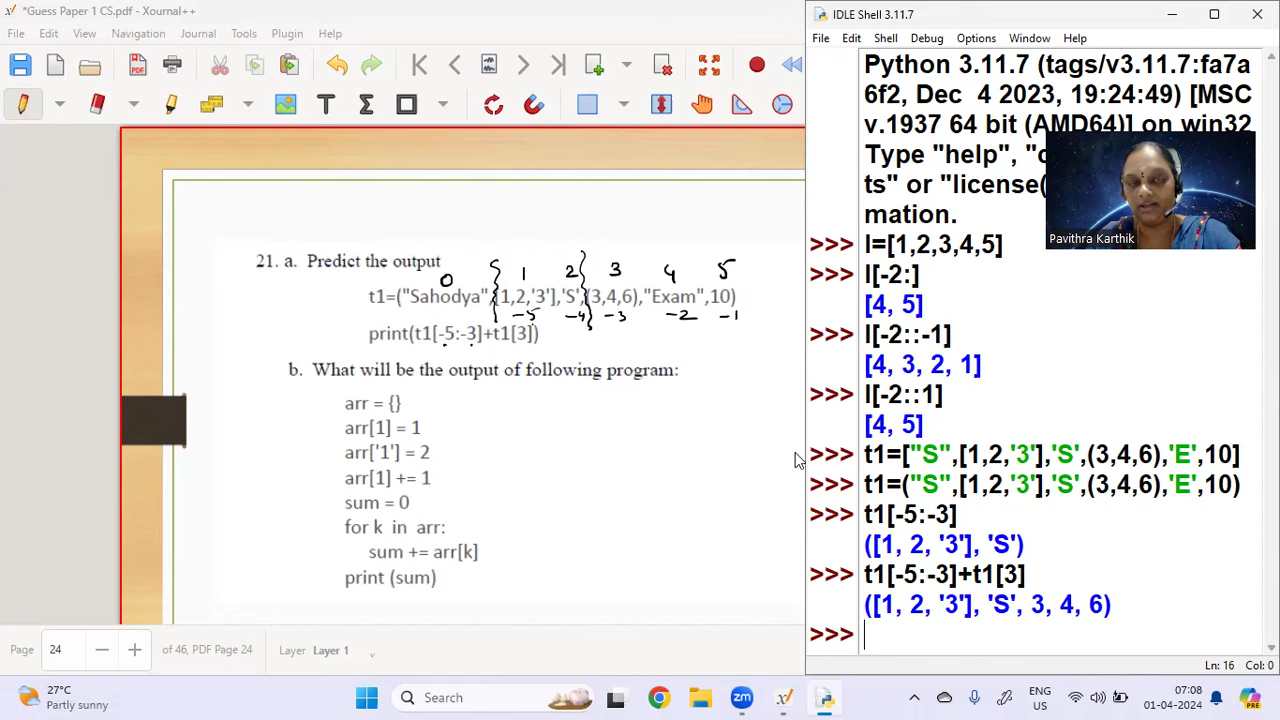 *Guess Paper 1 CS.pdf - Xournal++
File Edit View Navigation Journal Tools Plugin Help
21. a. Predict the output
0 1 2 3 4 5
t1=("Sahodya",[1,2,'3'],'S',(3,4,6),"Exam",10)
-5 -4 -3 -2 -1
print(t1[-5:-3]+t1[3])
b. What will be the output of following program:
arr = {}
arr[1] = 1
arr['1'] = 2
arr[1] += 1
sum = 0
for k in arr:
sum += arr[k]
print (sum)
Page 24 of 46, PDF Page 24 Layer Layer 1
IDLE Shell 3.11.7
File Edit Shell Debug Options Window Help
Python 3.11.7 (tags/v3.11.7:fa7a
6f2, Dec 4 2023, 19:24:49) [MSC
v.1937 64 bit (AMD64)] on win32
Type "help", "c
ts" or "license(
mation.
Pavithra Karthik
>>> l=[1,2,3,4,5]
>>> l[-2:]
[4, 5]
>>> l[-2::-1]
[4, 3, 2, 1]
>>> l[-2::1]
[4, 5]
>>> t1=["S",[1,2,'3'],'S',(3,4,6),'E',10]
>>> t1=("S",[1,2,'3'],'S',(3,4,6),'E',10)
>>> t1[-5:-3]
([1, 2, '3'], 'S')
>>> t1[-5:-3]+t1[3]
([1, 2, '3'], 'S', 3, 4, 6)
>>>
Ln: 16 Col: 0
27°C
Partly sunny
Search
ENG
IN
07:08
01-04-2024